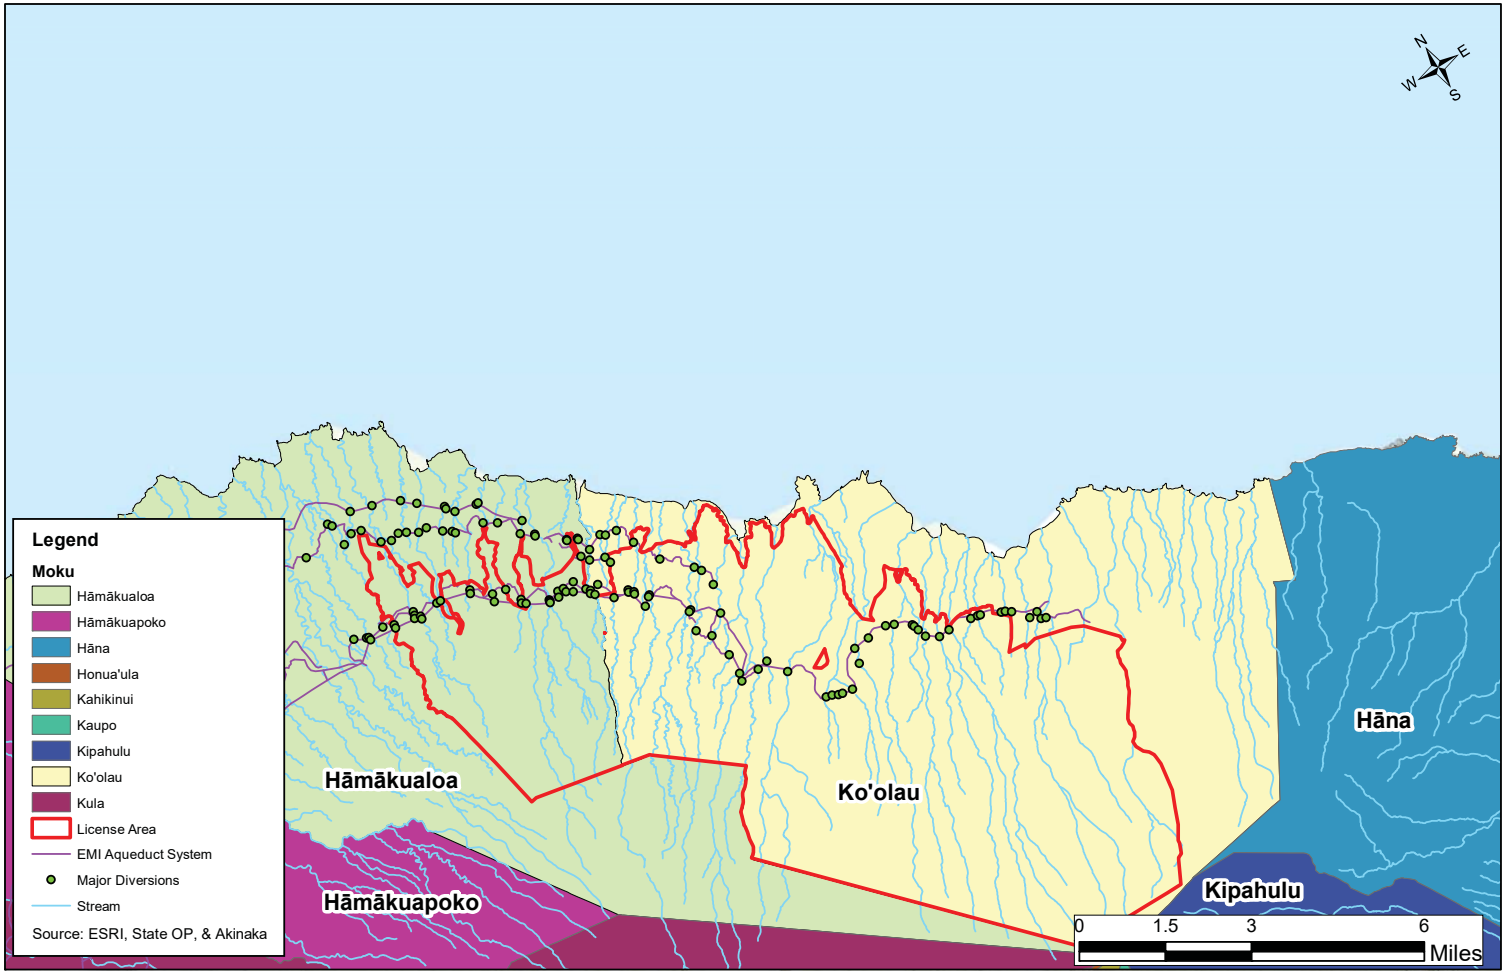 N
E
W
S
Legend
Moku
Hāmākualoa
Hāmākuapoko
Hāna
Honua'ula
Kahikinui
Kaupo
Kipahulu
Ko'olau
Kula
License Area
EMI Aqueduct System
Major Diversions
Stream
Source: ESRI, State OP, & Akinaka
Hāna
Hāmākualoa
Ko'olau
Kipahulu
Hāmākuapoko
0 1.5 3 6
Miles